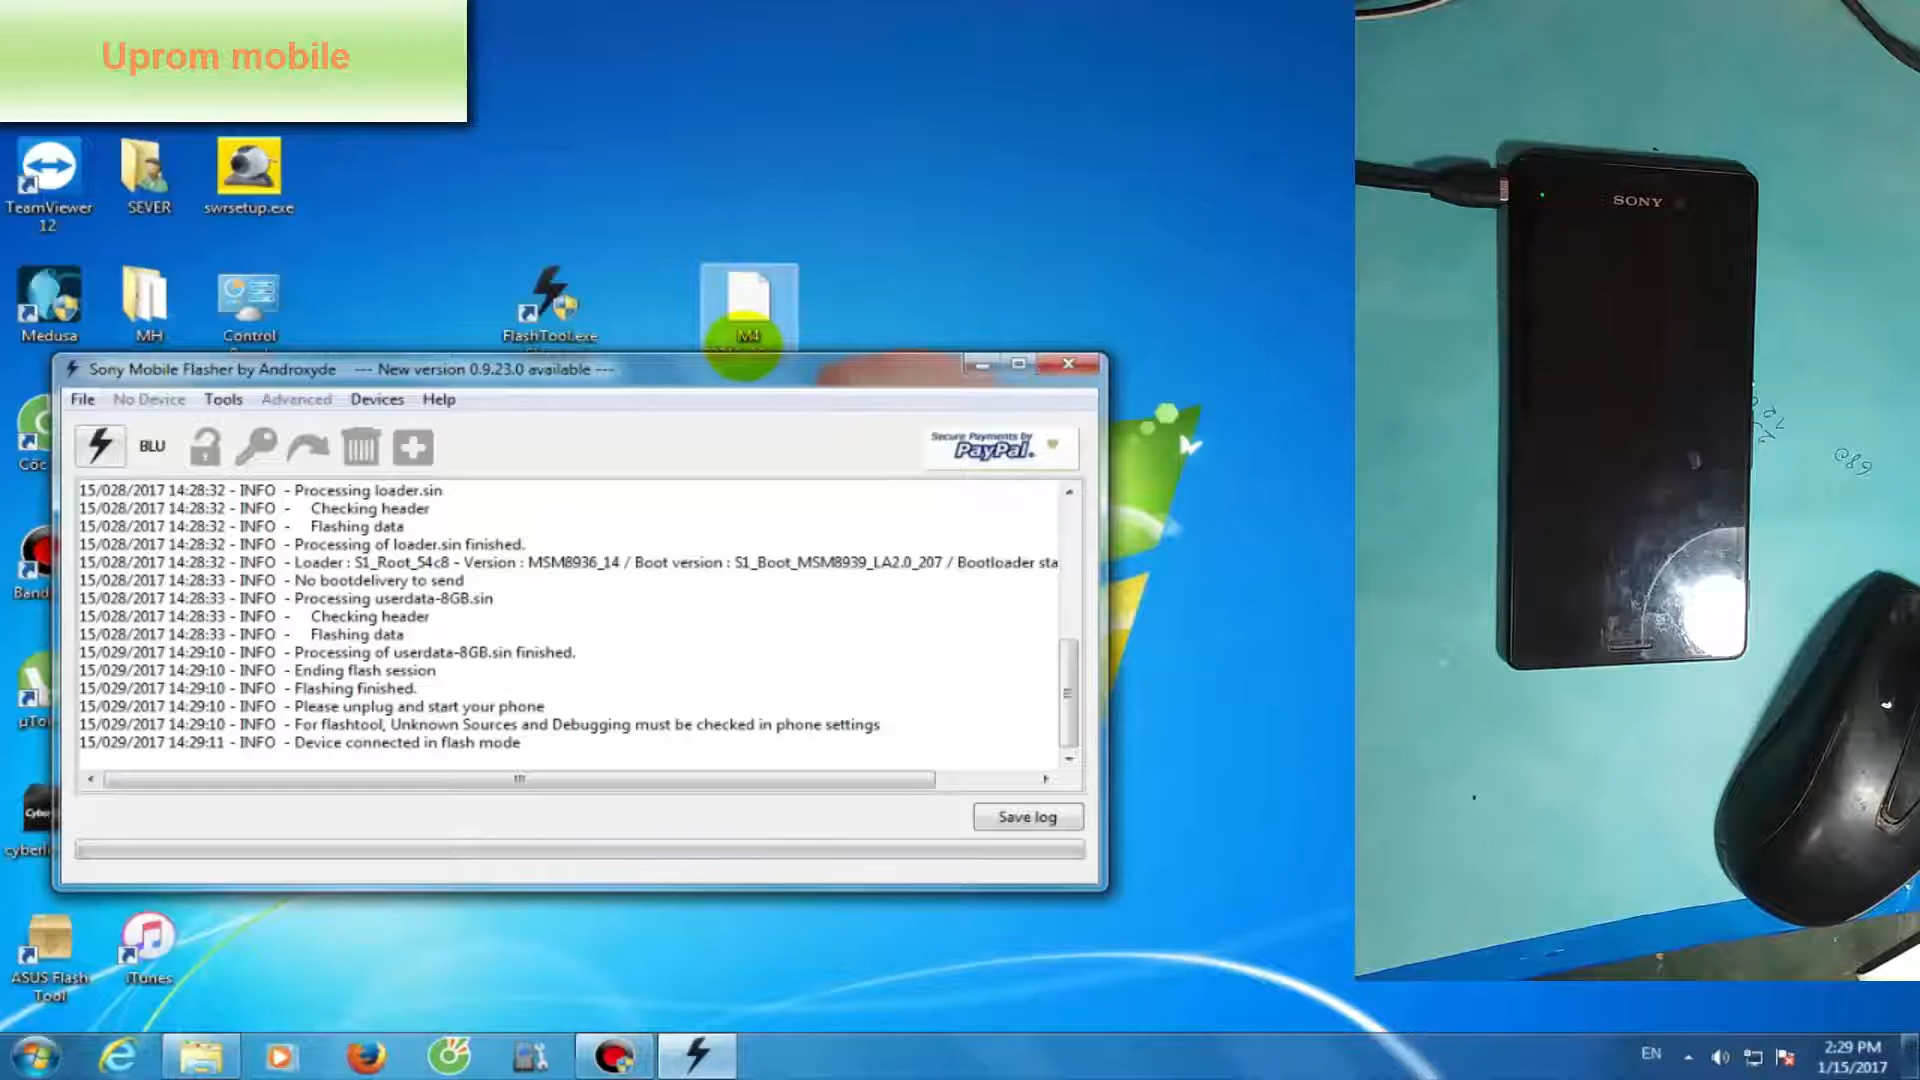 Uprom mobile
TeamViewer
12
SEVER
swrsetup.exe
Medusa
MH
Control
FlashTool.exe
M4
Sony Mobile Flasher by Androxyde --- New version 0.9.23.0 available ---
File No Device Tools Advanced Devices Help
BLU
Secure Payments by
PayPal.
15/028/2017 14:28:32 - INFO - Processing loader.sin
15/028/2017 14:28:32 - INFO - Checking header
15/028/2017 14:28:32 - INFO - Flashing data
15/028/2017 14:28:32 - INFO - Processing of loader.sin finished.
15/028/2017 14:28:32 - INFO - Loader : S1_Root_54c8 - Version : MSM8936_14 / Boot version : S1_Boot_MSM8939_LA2.0_207 / Bootloader sta
15/028/2017 14:28:33 - INFO - No bootdelivery to send
15/028/2017 14:28:33 - INFO - Processing userdata-8GB.sin
15/028/2017 14:28:33 - INFO - Checking header
15/028/2017 14:28:33 - INFO - Flashing data
15/029/2017 14:29:10 - INFO - Processing of userdata-8GB.sin finished.
15/029/2017 14:29:10 - INFO - Ending flash session
15/029/2017 14:29:10 - INFO - Flashing finished.
15/029/2017 14:29:10 - INFO - Please unplug and start your phone
15/029/2017 14:29:10 - INFO - For flashtool, Unknown Sources and Debugging must be checked in phone settings
15/029/2017 14:29:11 - INFO - Device connected in flash mode
Save log
Cốc
Band
µTo
Cyber
cyberli
ASUS Flash
Tool
iTunes
SONY
EN
2:29 PM
1/15/2017